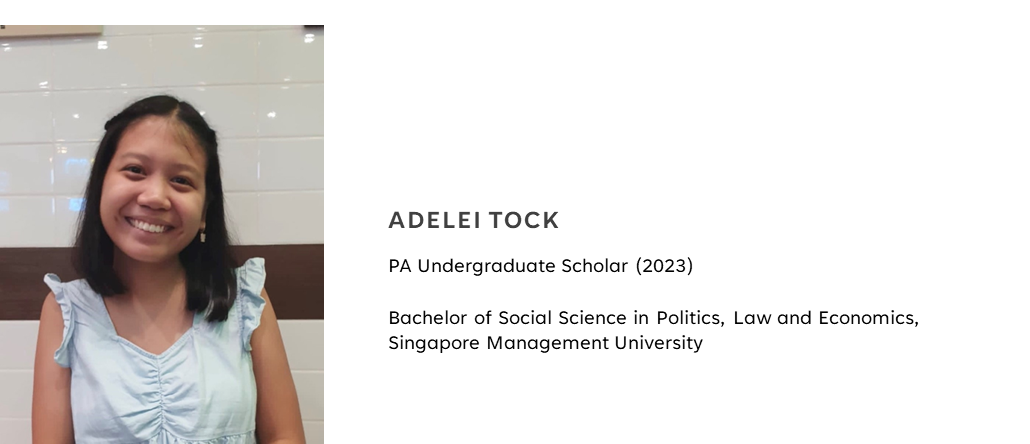 ADELEI TOCK
PA Undergraduate Scholar (2023)
Bachelor of Social Science in Politics, Law and Economics,
Singapore Management University